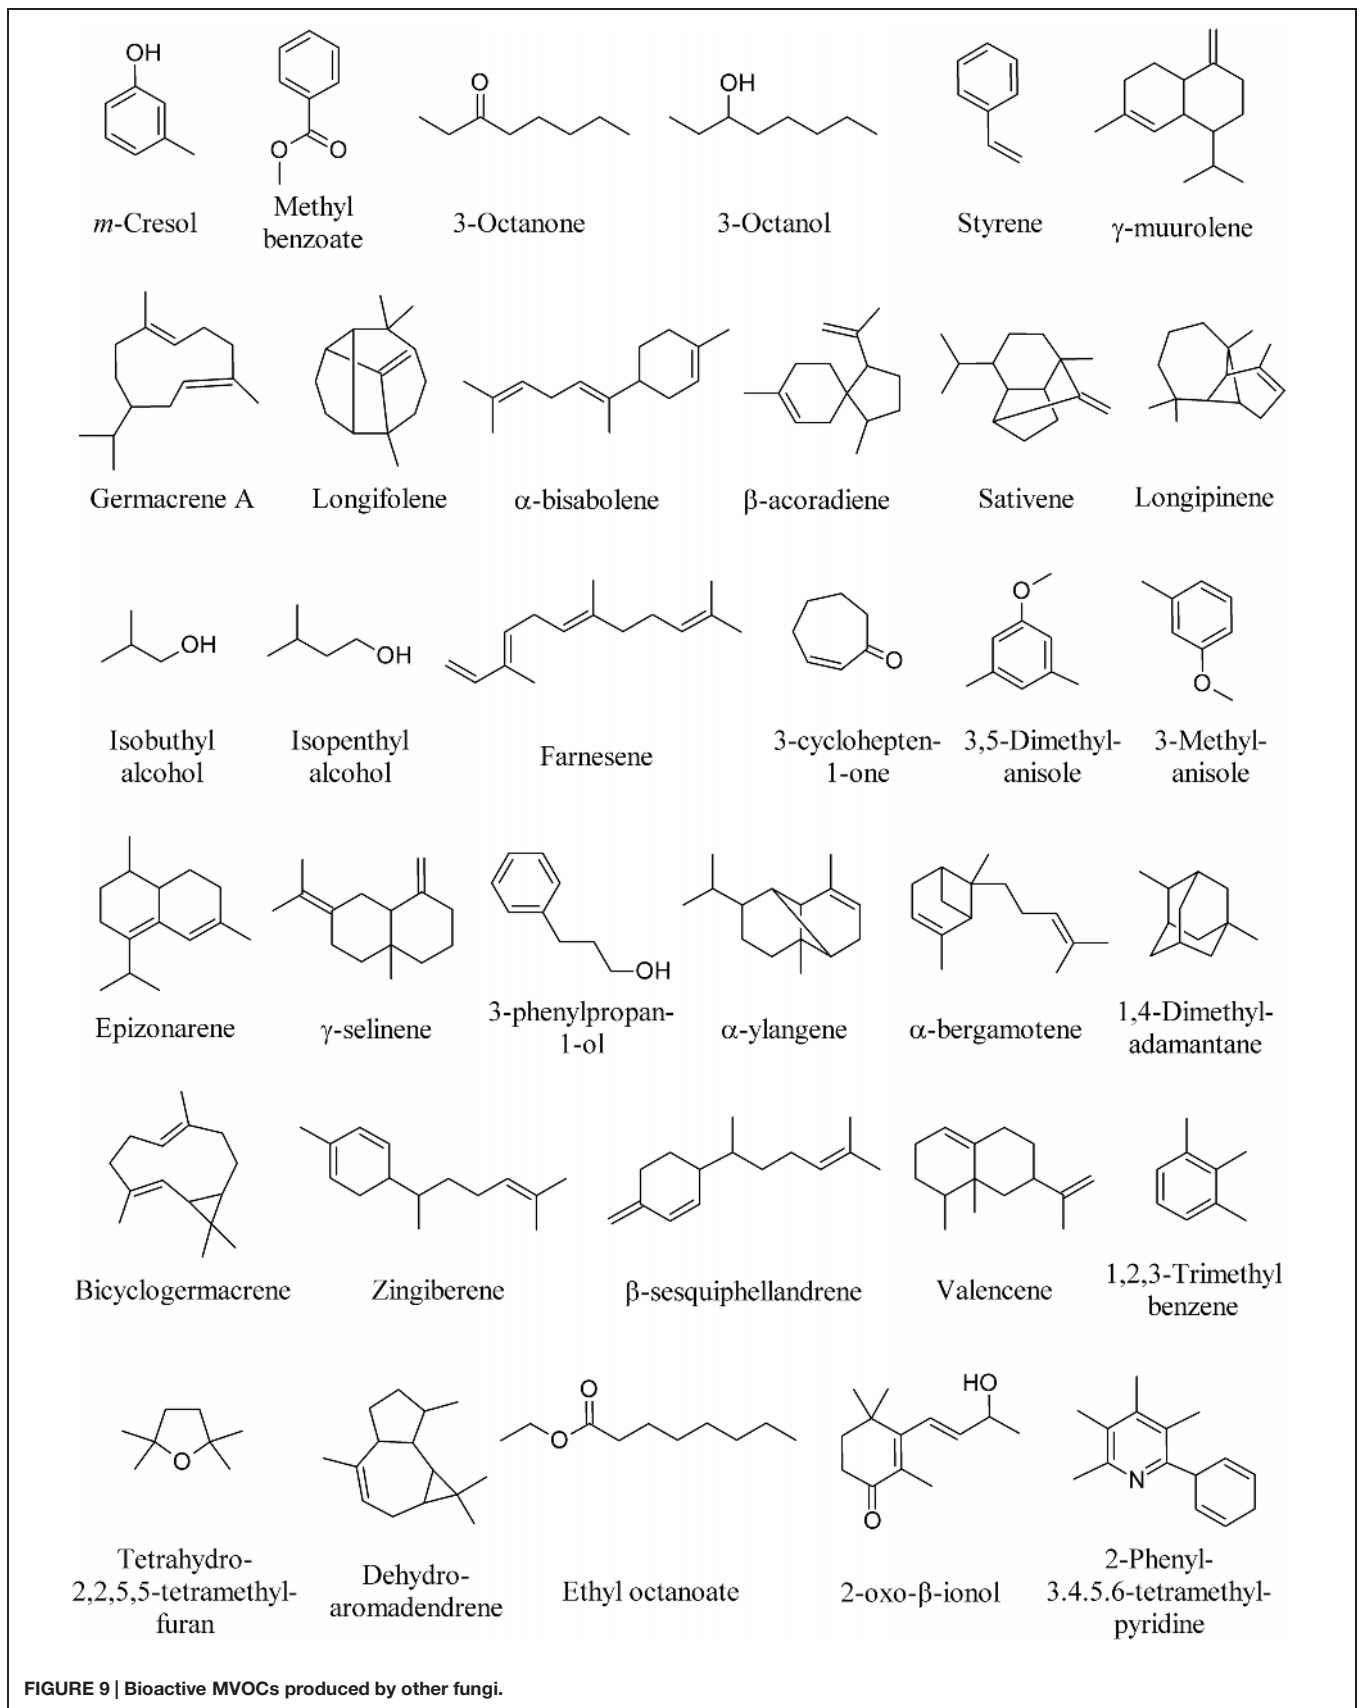 OH
O
OH
O
O
m-Cresol
Methyl
benzoate
3-Octanone
3-Octanol
Styrene
γ-muurolene
Germacrene A
Longifolene
α-bisabolene
β-acoradiene
Sativene
Longipinene
OH
OH
O
O
O
Isobuthyl
alcohol
Isopenthyl
alcohol
Farnesene
3-cyclohepten-
1-one
3,5-Dimethyl-
anisole
3-Methyl-
anisole
OH
Epizonarene
γ-selinene
3-phenylpropan-
1-ol
α-ylangene
α-bergamotene
1,4-Dimethyl-
adamantane
Bicyclogermacrene
Zingiberene
β-sesquiphellandrene
Valencene
1,2,3-Trimethyl
benzene
O
O
O
HO
O
N
Tetrahydro-
2,2,5,5-tetramethyl-
furan
Dehydro-
aromadendrene
Ethyl octanoate
2-oxo-β-ionol
2-Phenyl-
3.4.5.6-tetramethyl-
pyridine
FIGURE 9 | Bioactive MVOCs produced by other fungi.